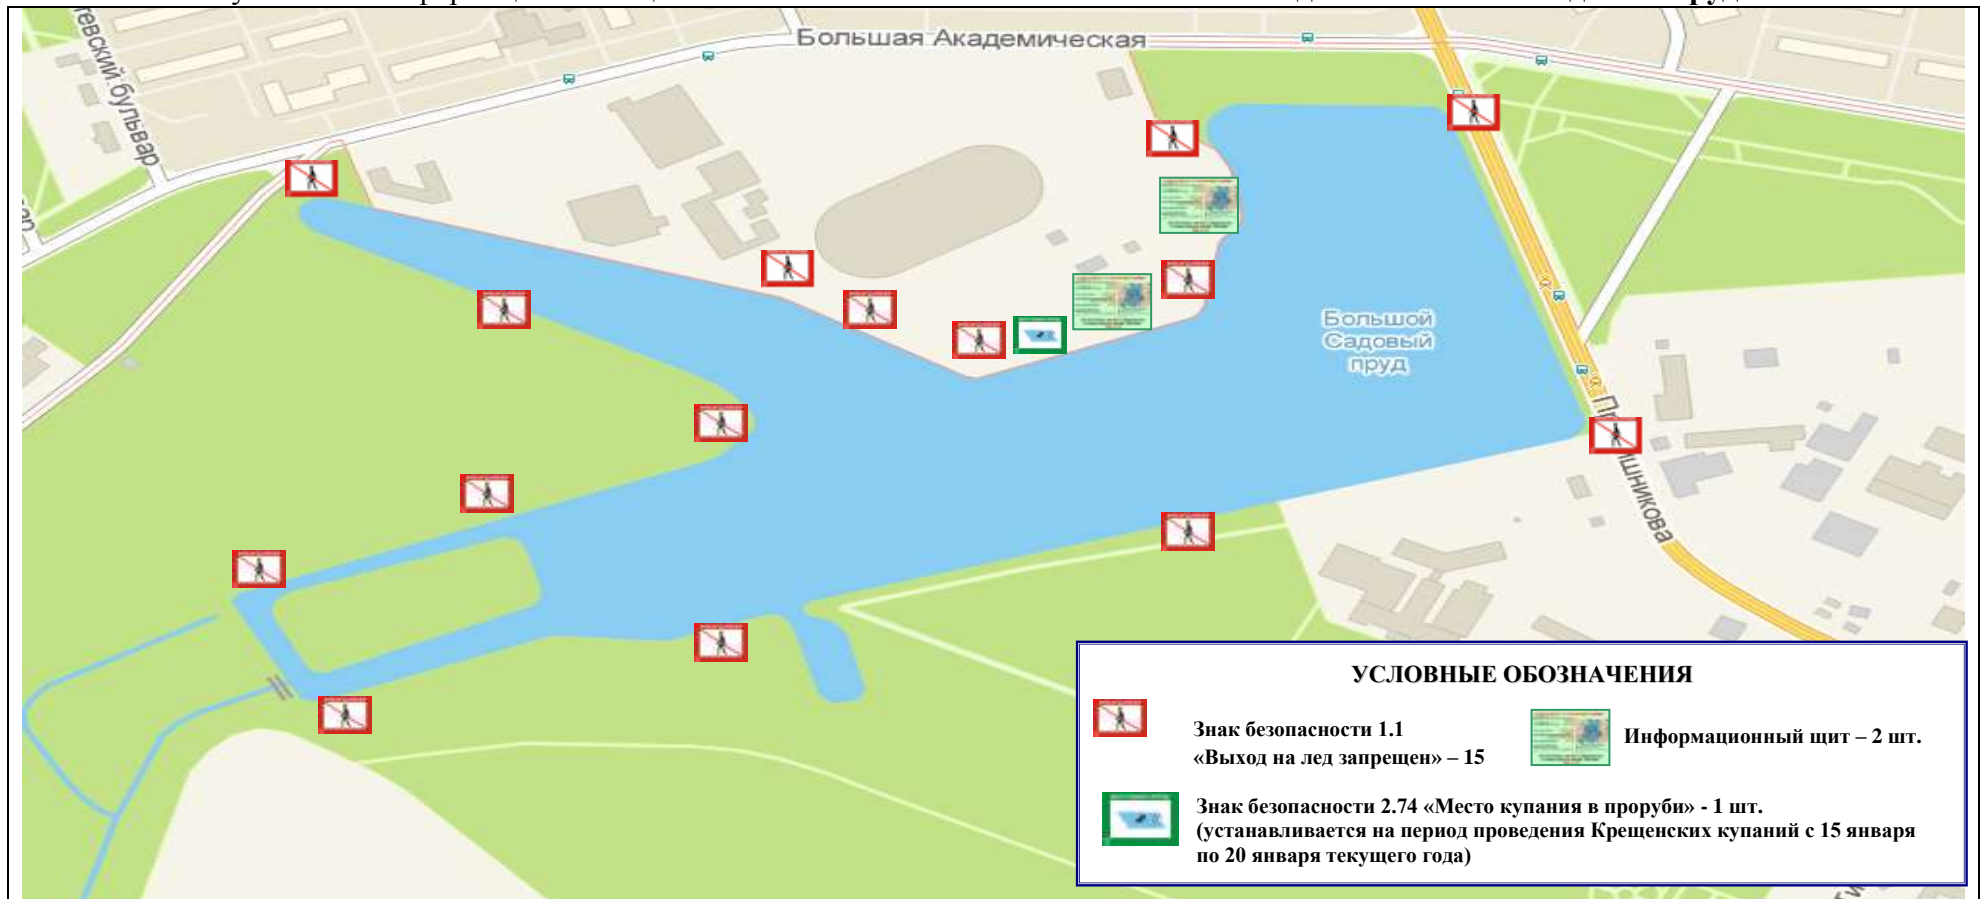 Большая Академическая
Большой
Садовый
пруд
бульвар
УСЛОВНЫЕ ОБОЗНАЧЕНИЯ
Знак безопасности 1.1
«Выход на лед запрещен» – 15
Информационный щит – 2 шт.
Знак безопасности 2.74 «Место купания в проруби» - 1 шт.
(устанавливается на период проведения Крещенских купаний с 15 января
по 20 января текущего года)